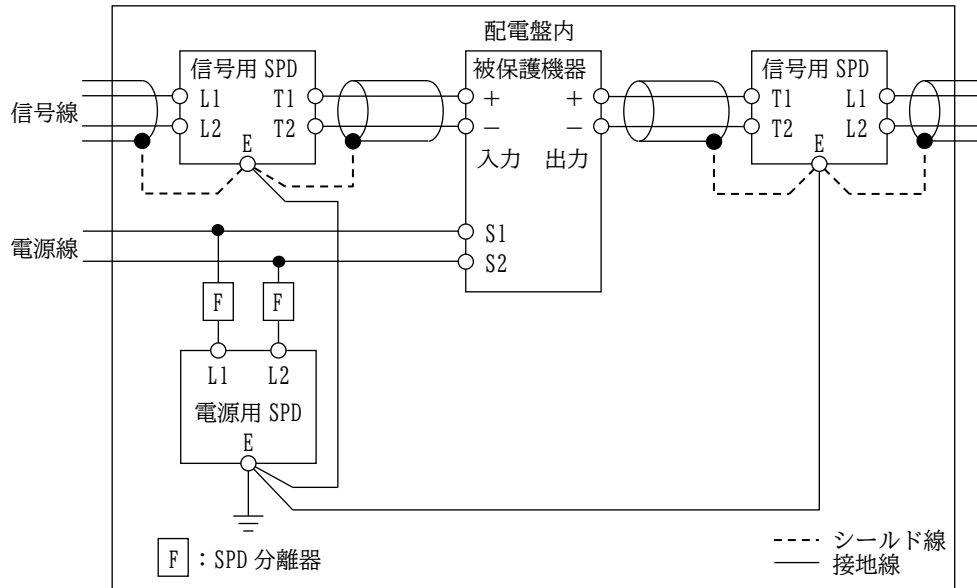 配電盤内
信号用 SPD
被保護機器
信号用 SPD
L1 T1 + + T1 L1
信号線
L2 T2 − − T2 L2
E 入力 出力 E
電源線
S1
S2
F F
L1 L2
電源用 SPD
E
F : SPD 分離器
シールド線
接地線